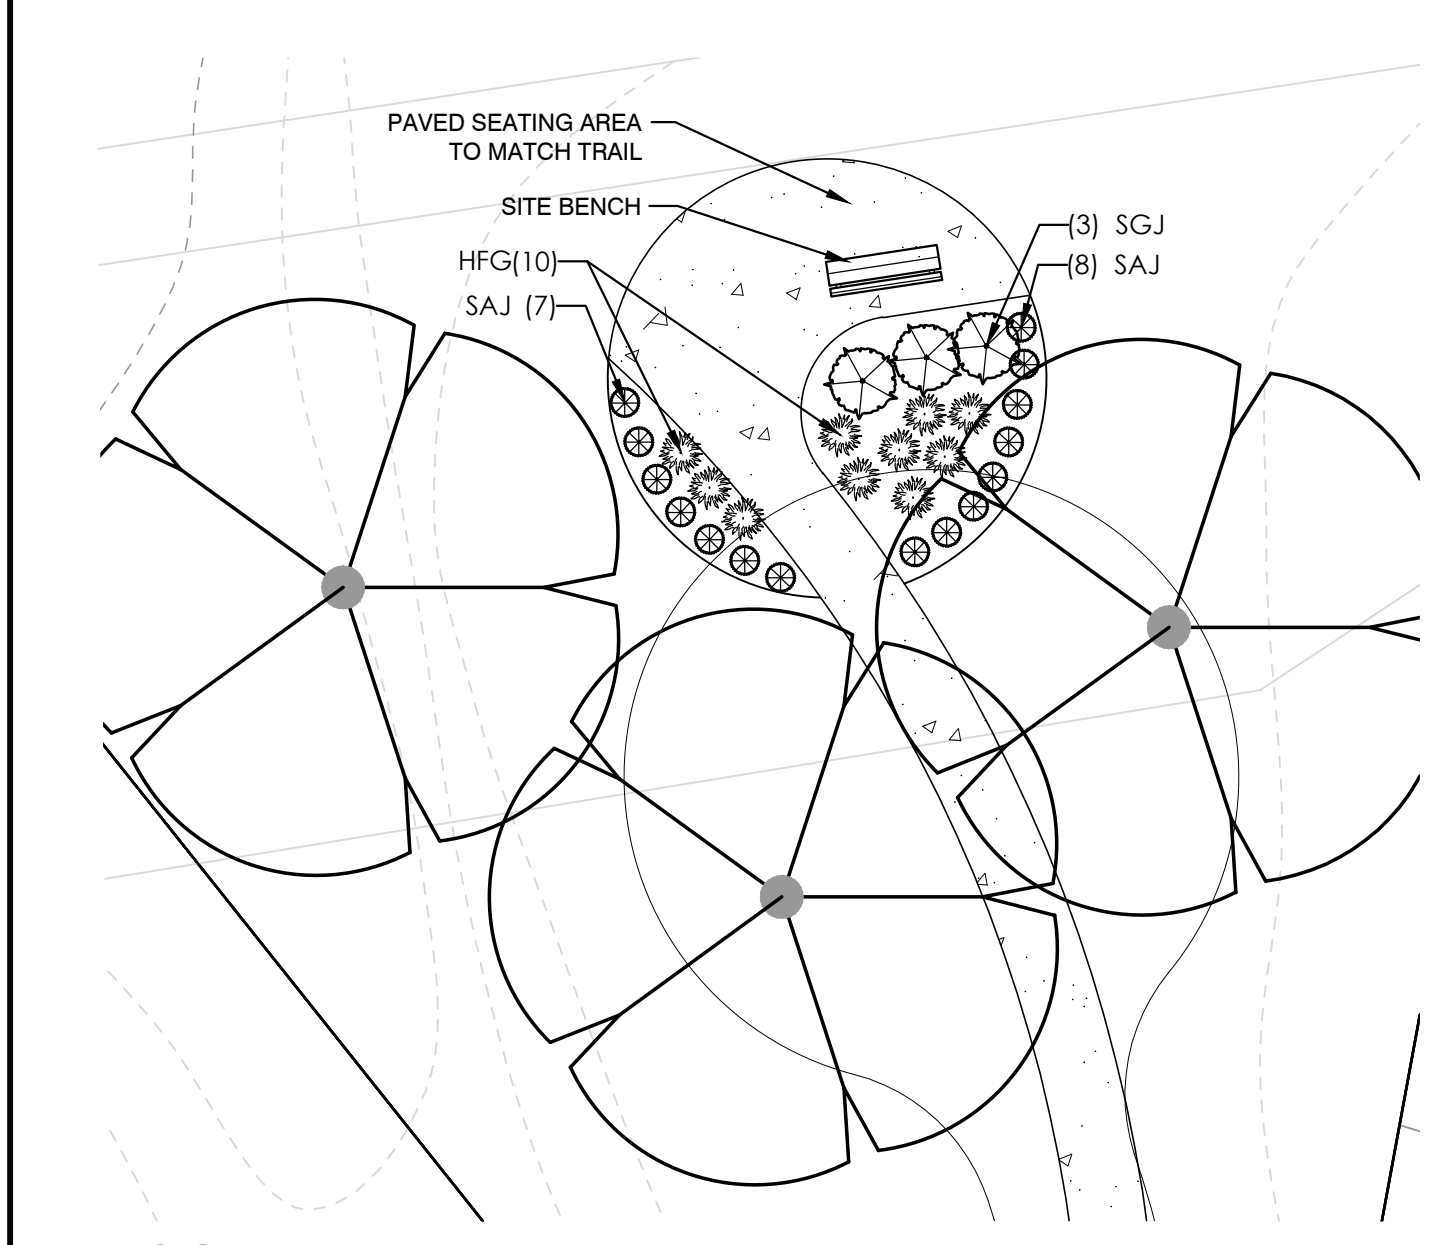 PAVED SEATING AREA
TO MATCH TRAIL
SITE BENCH
HFG(10)
SAJ (7)
(3) SGJ
(8) SAJ